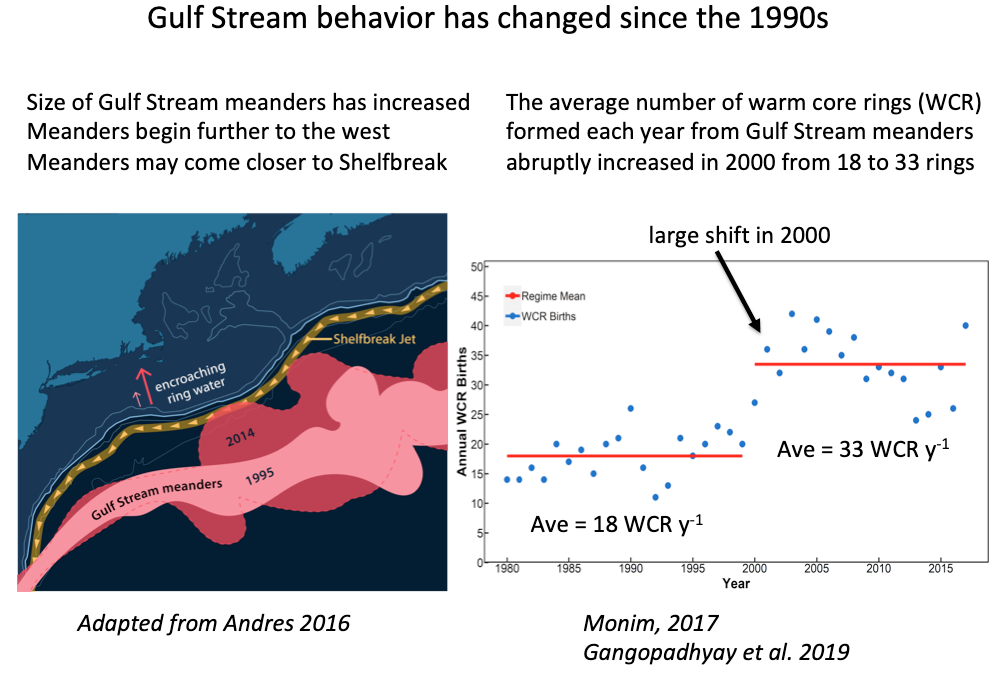 Gulf Stream behavior has changed since the 1990s
Size of Gulf Stream meanders has increased
Meanders begin further to the west
Meanders may come closer to Shelfbreak
The average number of warm core rings (WCR)
formed each year from Gulf Stream meanders
abruptly increased in 2000 from 18 to 33 rings
Shelfbreak Jet
encroaching
ring water
2014
1995
Gulf Stream meanders
Adapted from Andres 2016
large shift in 2000
Annual WCR Births
50
45
40
35
30
25
20
15
10
5
0
Regime Mean
WCR Births
Ave = 33 WCR y-1
Ave = 18 WCR y-1
1980 1985 1990 1995 2000 2005 2010 2015
Year
Monim, 2017
Gangopadhyay et al. 2019